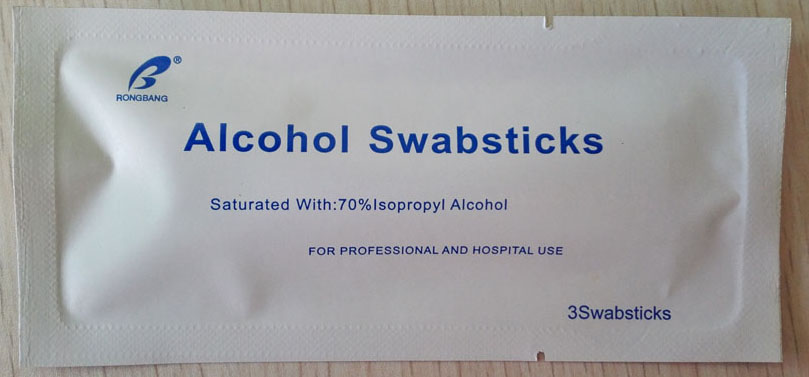 ®
RONGBANG
Alcohol Swabsticks
Saturated With:70%Isopropyl Alcohol
FOR PROFESSIONAL AND HOSPITAL USE
3Swabsticks